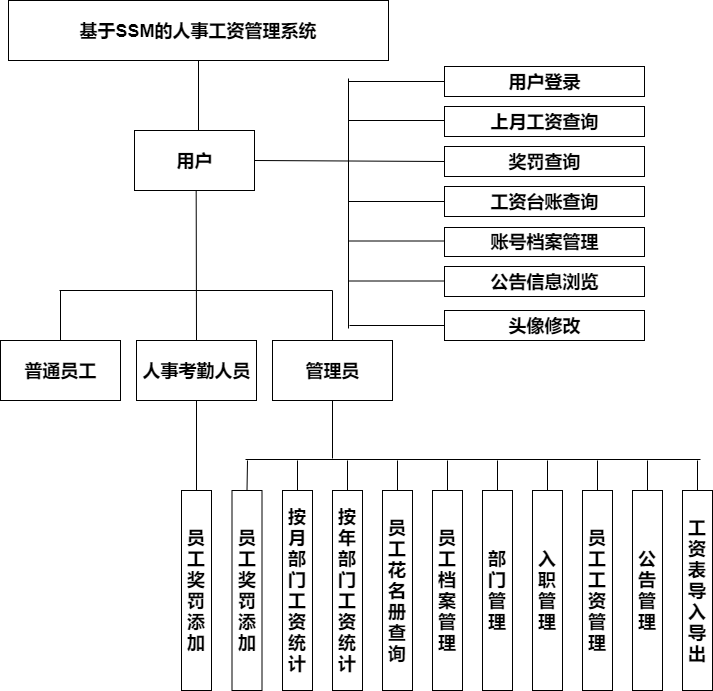 基于SSM的人事工资管理系统
用户
用户登录
上月工资查询
奖罚查询
工资台账查询
账号档案管理
公告信息浏览
头像修改
普通员工
人事考勤人员
管理员
员工奖罚添加
员工奖罚添加
按月部门工资统计
按年部门工资统计
员工花名册查询
员工档案管理
部门管理
入职管理
员工工资管理
公告管理
工资表导入导出